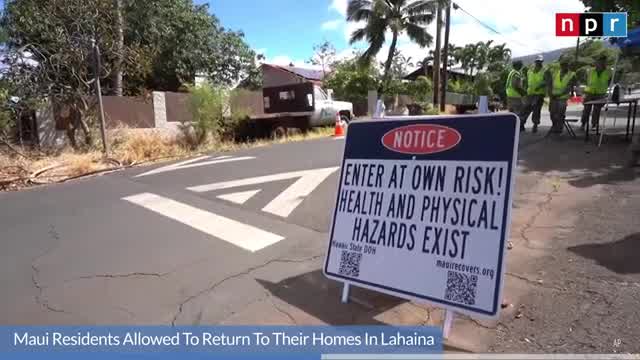 npr
NOTICE
ENTER AT OWN RISK!
HEALTH AND PHYSICAL
HAZARDS EXIST
Hawaii State DOH
mauirecovers.org
Maui Residents Allowed To Return To Their Homes In Lahaina
AP